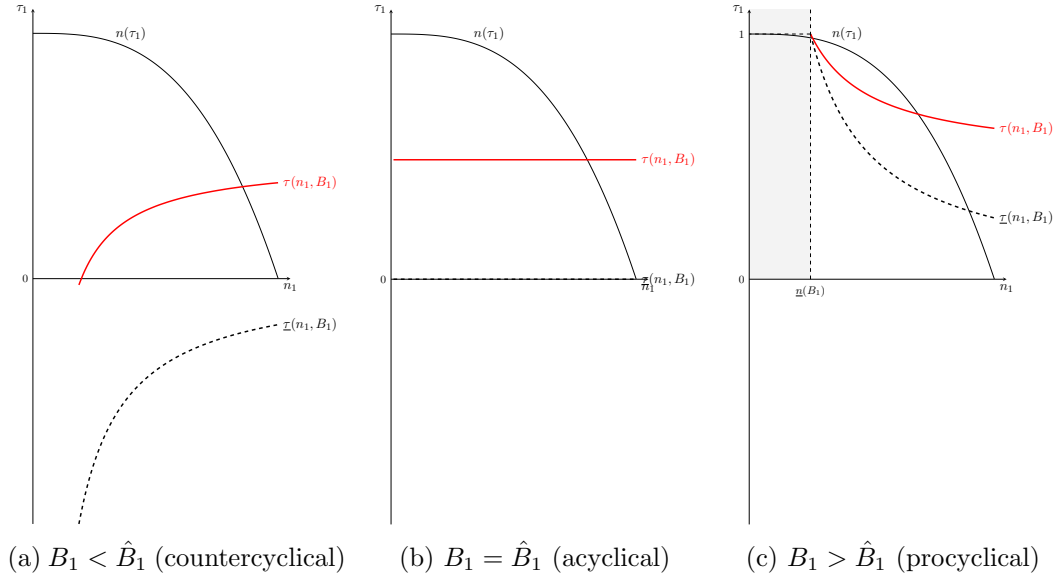 τ₁
n(τ₁)
τ(n₁, B₁)
0
n₁
τ̲(n₁, B₁)
(a) B₁ < B̂₁ (countercyclical)
τ₁
n(τ₁)
τ(n₁, B₁)
0
τ̲(n₁, B₁)
n₁
(b) B₁ = B̂₁ (acyclical)
τ₁
1
n(τ₁)
τ(n₁, B₁)
τ̲(n₁, B₁)
0
n̲(B₁)
n₁
(c) B₁ > B̂₁ (procyclical)